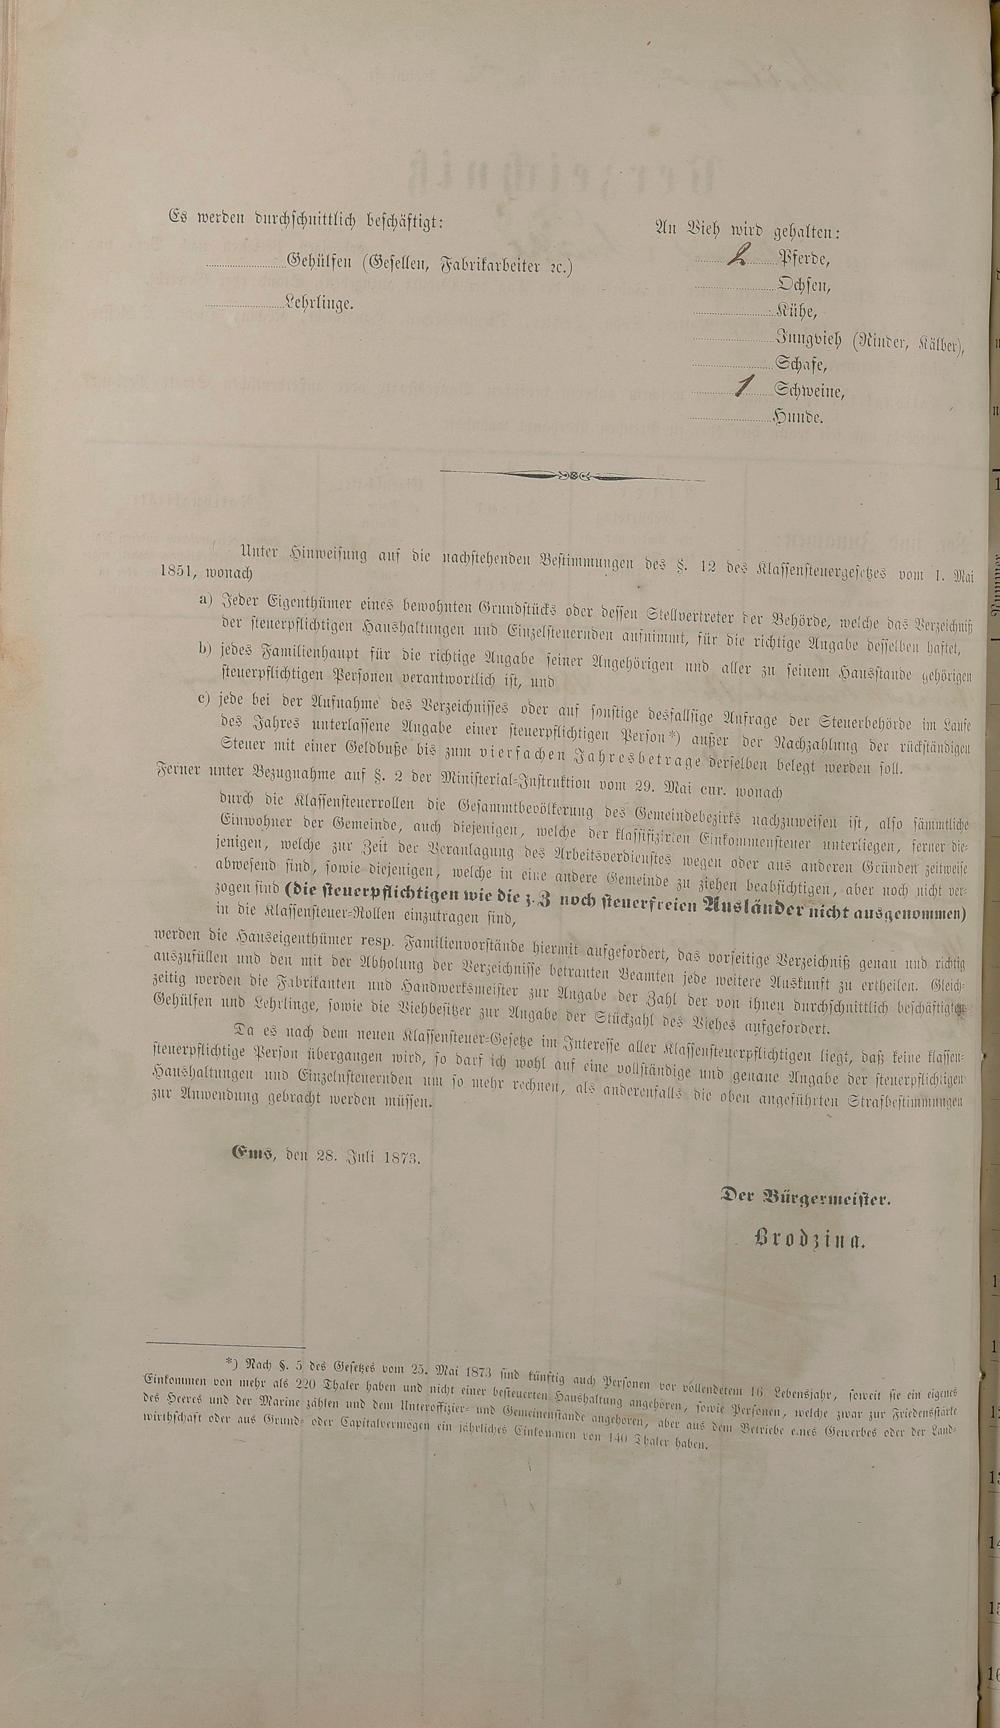 Es werden durchschnittlich beschäftigt:
Gehülfen (Gesellen, Fabrikarbeiter ꝛc.)
Lehrlinge.
An Vieh wird gehalten:
2 Pferde,
Ochsen,
Kühe,
Jungvieh (Rinder, Kälber),
Schafe,
1 Schweine,
Hunde.
Unter Hinweisung auf die nachstehenden Bestimmungen des §. 12 des Klassensteuergesetzes vom 1. Mai
1851, wonach
a) Jeder Eigenthümer eines bewohnten Grundstücks oder dessen Stellvertreter der Behörde, welche das Verzeichniß
der steuerpflichtigen Haushaltungen und Einzelsteuernden aufnimmt, für die richtige Angabe desselben haftet,
b) jedes Familienhaupt für die richtige Angabe seiner Angehörigen und aller zu seinem Hausstande gehörigen
steuerpflichtigen Personen verantwortlich ist, und
c) jede bei der Aufnahme des Verzeichnisses oder auf sonstige desfallsige Anfrage der Steuerbehörde im Laufe
des Jahres unterlassene Angabe einer steuerpflichtigen Person*) außer der Nachzahlung der rückständigen
Steuer mit einer Geldbuße bis zum vierfachen Jahresbetrage derselben belegt werden soll.
Ferner unter Bezugnahme auf §. 2 der Ministerial-Instruktion vom 29. Mai cur. wonach
durch die Klassensteuerrollen die Gesammtbevölkerung des Gemeindebezirks nachzuweisen ist, also sämmtliche
Einwohner der Gemeinde, auch diejenigen, welche der klassifizirten Einkommensteuer unterliegen, ferner die-
jenigen, welche zur Zeit der Veranlagung des Arbeitsverdienstes wegen oder aus anderen Gründen zeitweise
abwesend sind, sowie diejenigen, welche in eine andere Gemeinde zu ziehen beabsichtigen, aber noch nicht ver-
zogen sind (die steuerpflichtigen wie die z. Z noch steuerfreien Ausländer nicht ausgenommen)
in die Klassensteuer-Rollen einzutragen sind,
werden die Hauseigenthümer resp. Familienvorstände hiermit aufgefordert, das vorseitige Verzeichniß genau und richtig
auszufüllen und den mit der Abholung der Verzeichnisse betrauten Beamten jede weitere Auskunft zu ertheilen. Gleich-
zeitig werden die Fabrikanten und Handwerksmeister zur Angabe der Zahl der von ihnen durchschnittlich beschäftigten
Gehülfen und Lehrlinge, sowie die Viehbesitzer zur Angabe der Stückzahl des Viehes aufgefordert.
Da es nach dem neuen Klassensteuer-Gesetze im Interesse aller Klassensteuerpflichtigen liegt, daß keine klassen-
steuerpflichtige Person übergangen wird, so darf ich wohl auf eine vollständige und genaue Angabe der steuerpflichtigen
Haushaltungen und Einzelnsteuernden um so mehr rechnen, als anderenfalls die oben angeführten Strafbestimmungen
zur Anwendung gebracht werden müssen.
Ems, den 28. Juli 1873.
Der Bürgermeister.
Brodzina.
*) Nach §. 5 des Gesetzes vom 25. Mai 1873 sind künftig auch Personen vor vollendetem 16 Lebensjahr, soweit sie ein eigenes
Einkommen von mehr als 220 Thaler haben und nicht einer besteuerten Haushaltung angehören, sowie Personen, welche zwar zur Friedensstärke
des Heeres und der Marine zählen und dem Unteroffizier- und Gemeinenstande angehören, aber aus dem Betriebe eines Gewerbes oder der Land-
wirthschaft oder aus Grund- oder Capitalvermögen ein jährliches Einkommen von 140 Thaler haben.